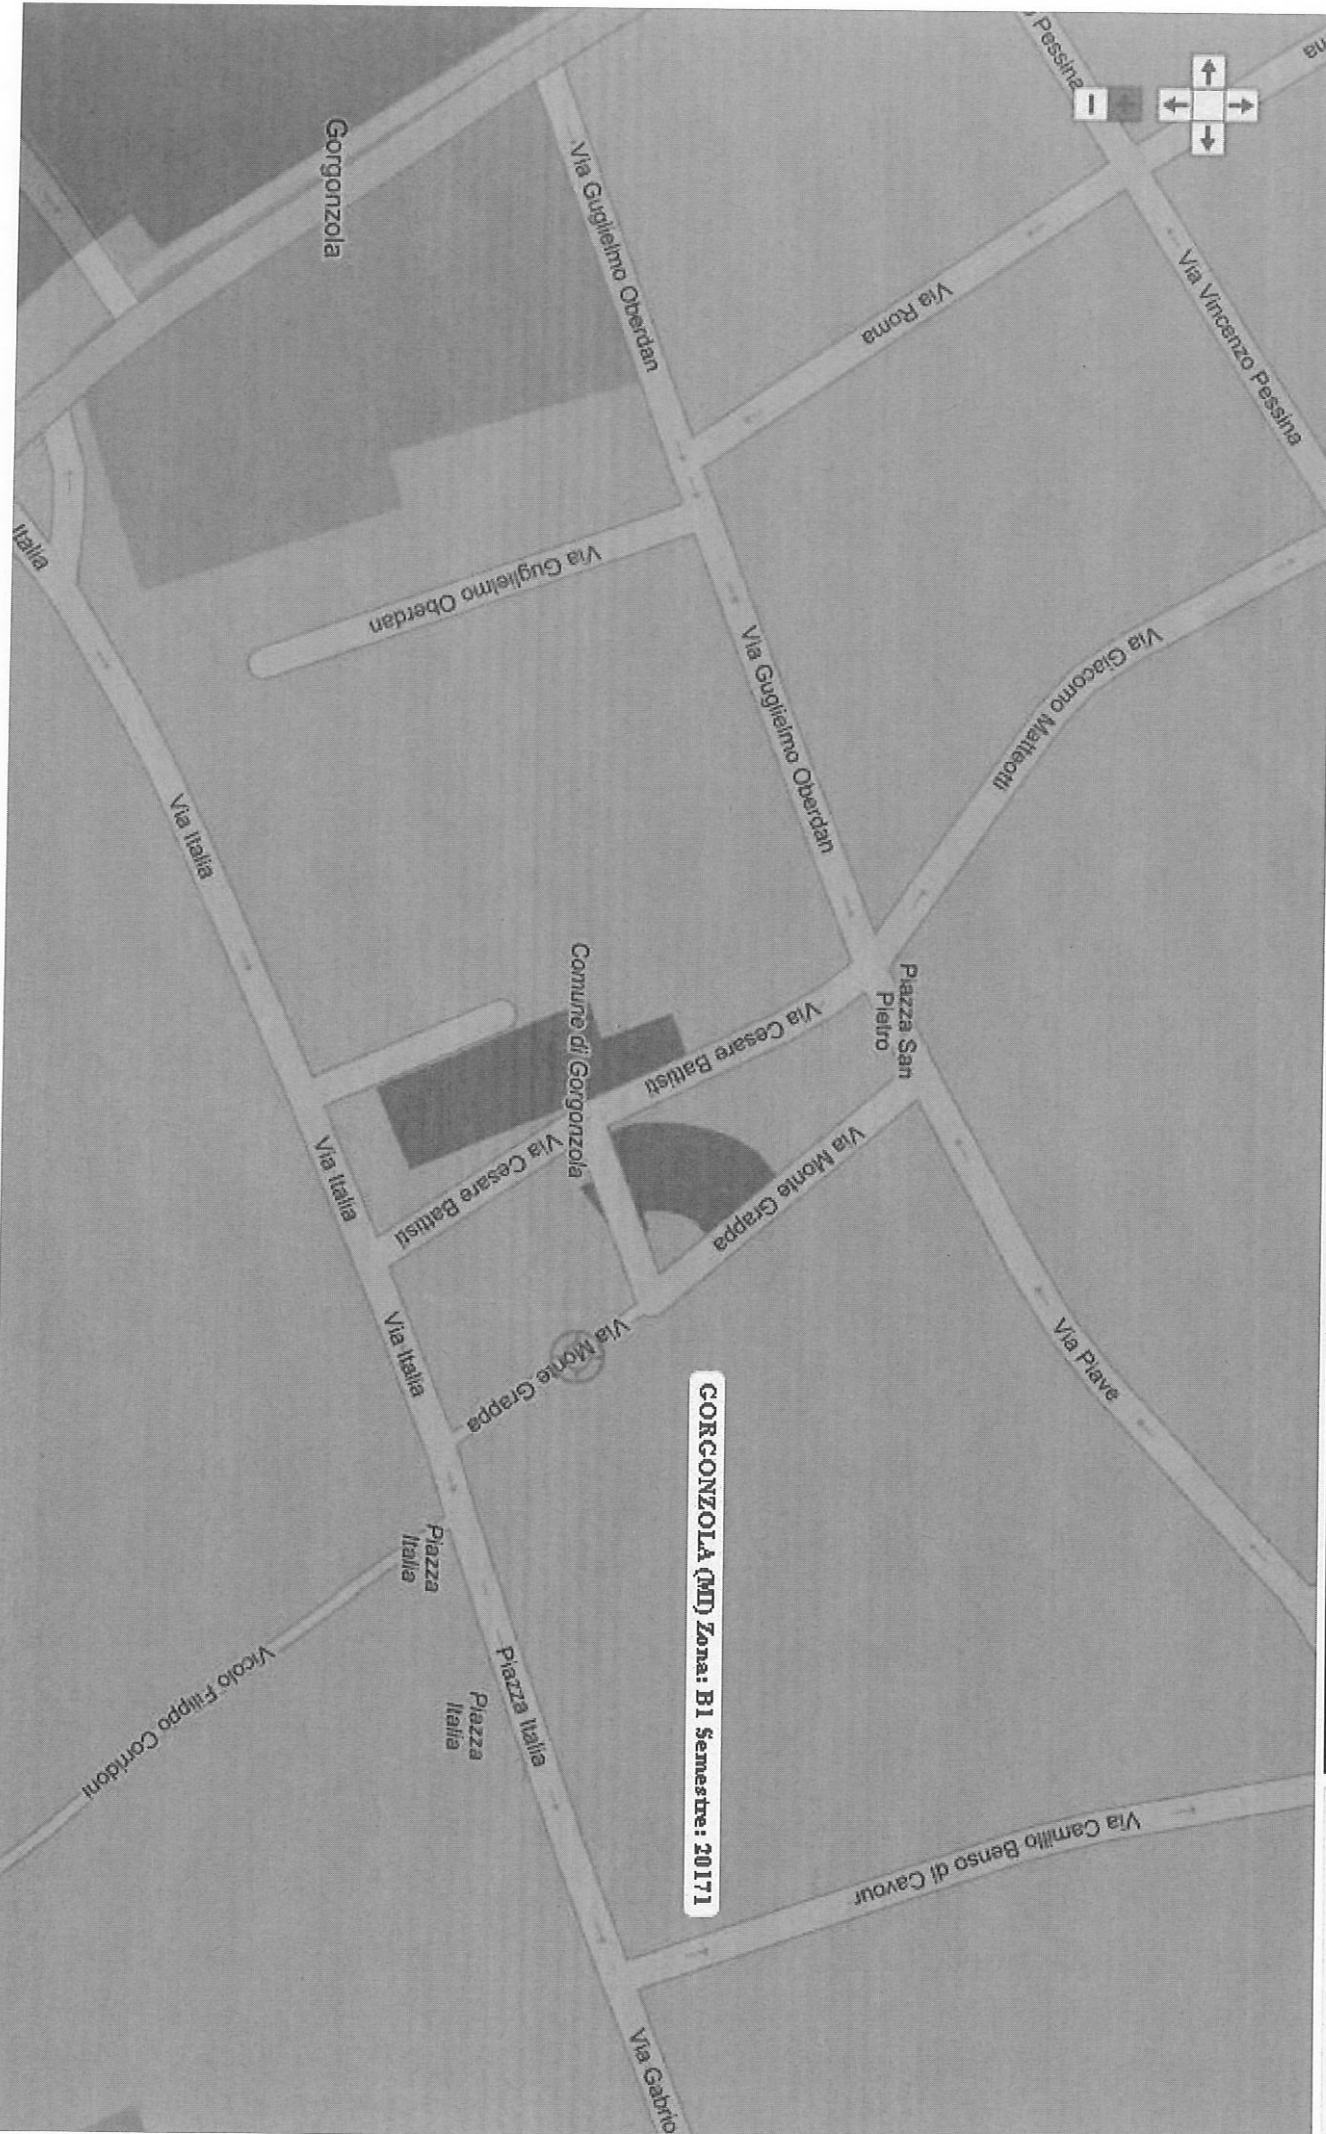 na
Via Vincenzo Pessina
Via Giacomo Matteotti
Via Piave
Via Camillo Benso di Cavour
Pessina
Via Roma
Piazza San
Pietro
Via Guglielmo Oberdan
Via Monte Grappa
Via Cesare Battisti
GORGONZOLA (MI) Zona: B1 Semestre: 20171
Via Guglielmo Oberdan
Via Gabrio
Via Guglielmo Oberdan
Comune di Gorgonzola
Via Monte Grappa
Via Cesare Battisti
Piazza Italia
Piazza
Italia
Piazza
Italia
Via Italia
Gorgonzola
Via Italia
Vicolo Filippo Corridoni
Via Italia
Italia